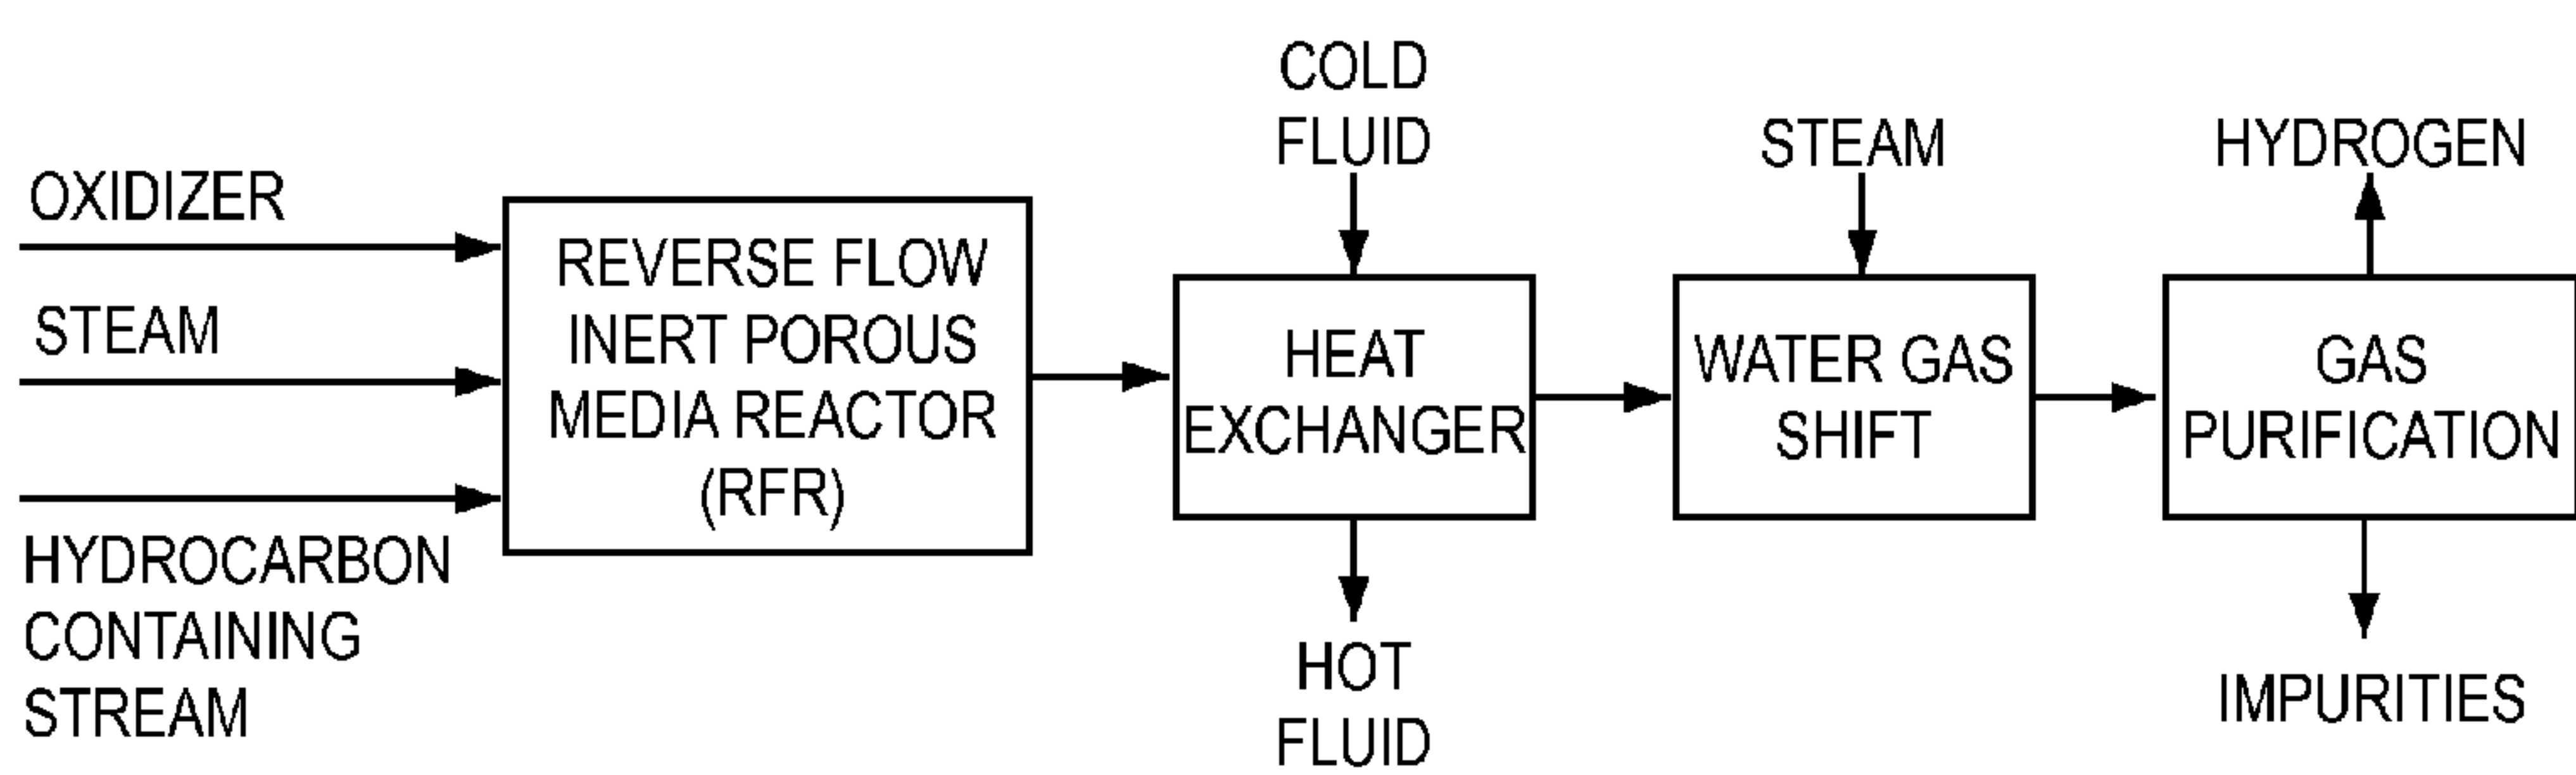 OXIDIZER
STEAM
HYDROCARBON
CONTAINING
STREAM
REVERSE FLOW
INERT POROUS
MEDIA REACTOR
(RFR)
COLD
FLUID
HEAT
EXCHANGER
HOT
FLUID
STEAM
WATER GAS
SHIFT
HYDROGEN
GAS
PURIFICATION
IMPURITIES